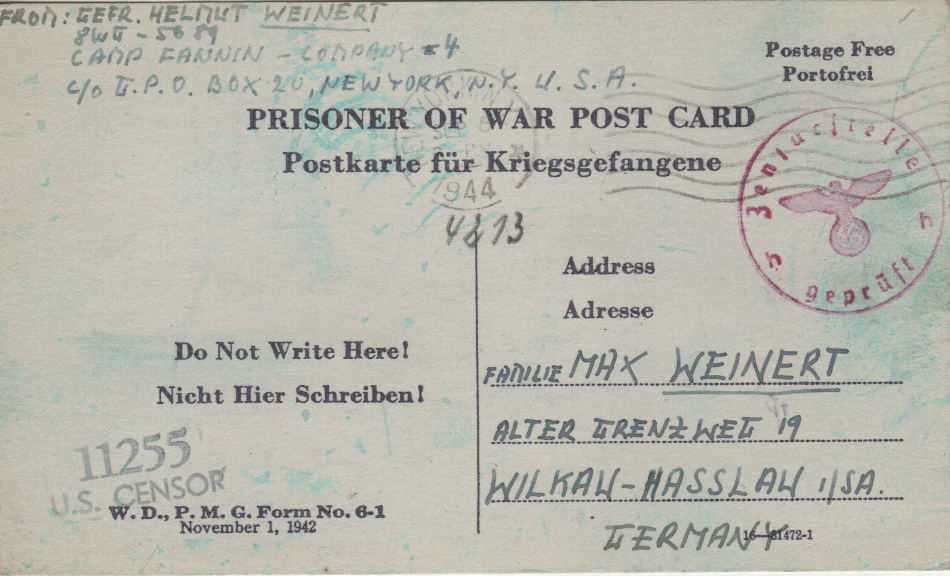 FROM: GEFR. HELMUT WEINERT
8WG - 5689
CAMP FANNIN - COMPANY #4
c/o G.P.O. BOX 20, NEW YORK, N.Y. U.S.A.
Postage Free
Portofrei
PRISONER OF WAR POST CARD
Postkarte für Kriegsgefangene
1944
Zensurstelle
h h
geprüft
4213
Address
Adresse
Do Not Write Here!
Nicht Hier Schreiben!
FAMILIE MAX WEINERT
ALTER GRENZWEG 19
WILKAU-HASSLAU i/SA.
GERMANY
11255
U.S. CENSOR
W. D., P. M. G. Form No. 6-1
November 1, 1942
16—31472-1